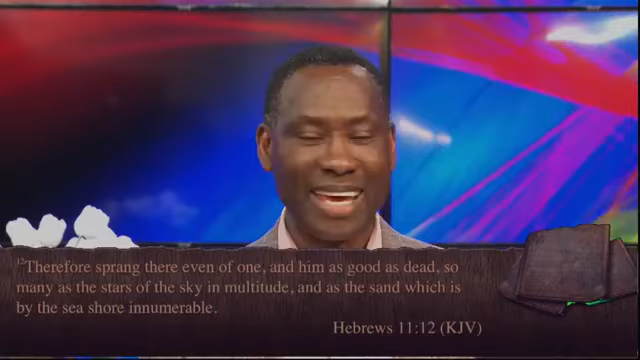 ¹²Therefore sprang there even of one, and him as good as dead, so
many as the stars of the sky in multitude, and as the sand which is
by the sea shore innumerable.
Hebrews 11:12 (KJV)